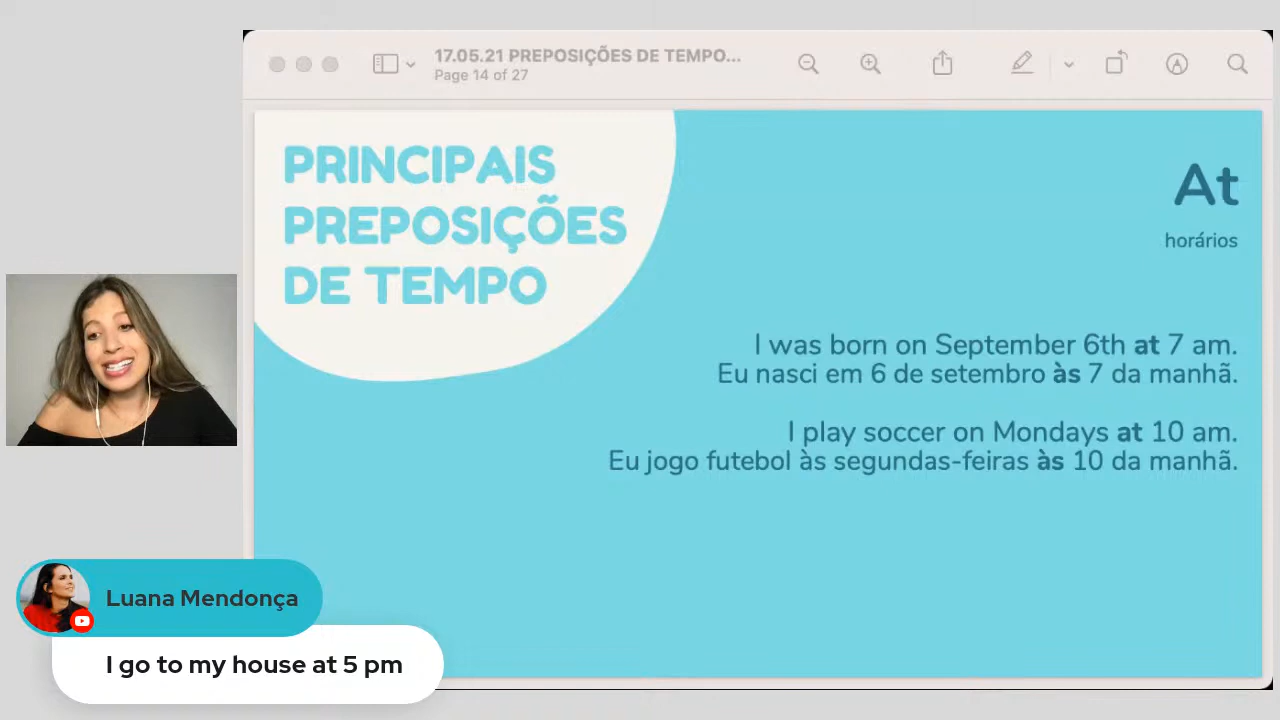 17.05.21 PREPOSIÇÕES DE TEMPO...
Page 14 of 27
PRINCIPAIS
PREPOSIÇÕES
DE TEMPO
At
horários
I was born on September 6th at 7 am.
Eu nasci em 6 de setembro às 7 da manhã.
I play soccer on Mondays at 10 am.
Eu jogo futebol às segundas-feiras às 10 da manhã.
Luana Mendonça
I go to my house at 5 pm